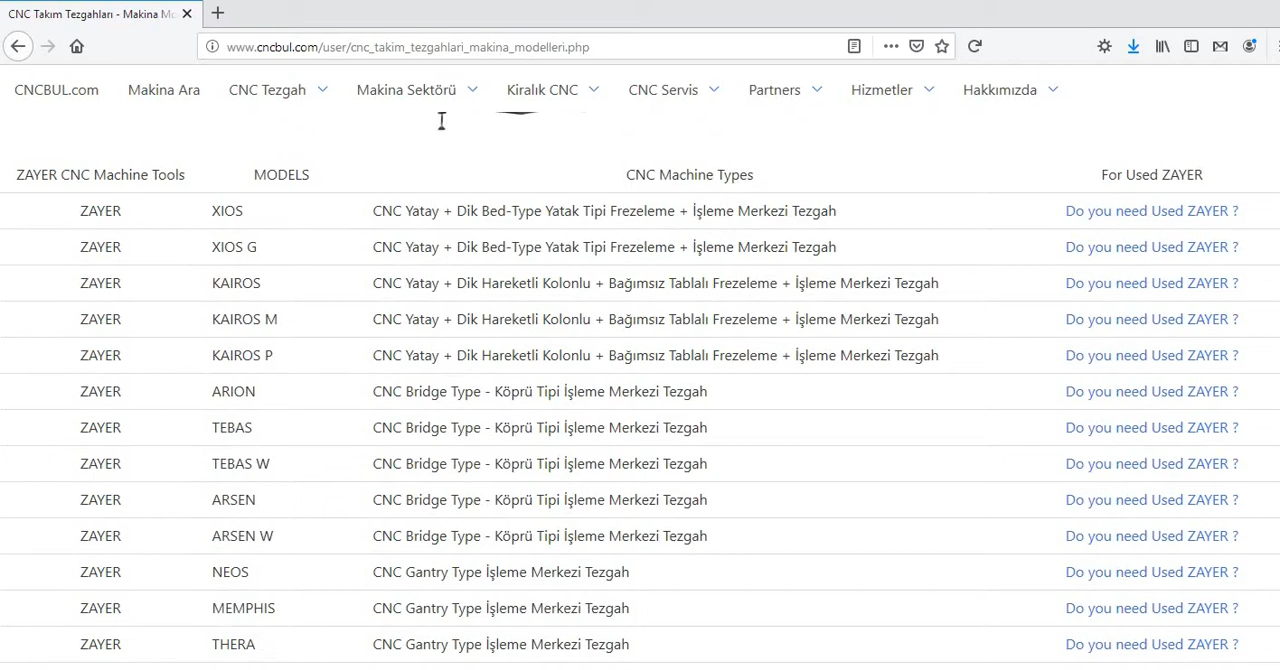 CNC Takım Tezgahları - Makina Mo
www.cncbul.com/user/cnc_takim_tezgahlari_makina_modelleri.php
CNCBUL.com Makina Ara CNC Tezgah Makina Sektörü Kiralık CNC CNC Servis Partners Hizmetler Hakkımızda
ZAYER CNC Machine Tools MODELS CNC Machine Types For Used ZAYER
ZAYER XIOS CNC Yatay + Dik Bed-Type Yatak Tipi Frezeleme + İşleme Merkezi Tezgah Do you need Used ZAYER ?
ZAYER XIOS G CNC Yatay + Dik Bed-Type Yatak Tipi Frezeleme + İşleme Merkezi Tezgah Do you need Used ZAYER ?
ZAYER KAIROS CNC Yatay + Dik Hareketli Kolonlu + Bağımsız Tablalı Frezeleme + İşleme Merkezi Tezgah Do you need Used ZAYER ?
ZAYER KAIROS M CNC Yatay + Dik Hareketli Kolonlu + Bağımsız Tablalı Frezeleme + İşleme Merkezi Tezgah Do you need Used ZAYER ?
ZAYER KAIROS P CNC Yatay + Dik Hareketli Kolonlu + Bağımsız Tablalı Frezeleme + İşleme Merkezi Tezgah Do you need Used ZAYER ?
ZAYER ARION CNC Bridge Type - Köprü Tipi İşleme Merkezi Tezgah Do you need Used ZAYER ?
ZAYER TEBAS CNC Bridge Type - Köprü Tipi İşleme Merkezi Tezgah Do you need Used ZAYER ?
ZAYER TEBAS W CNC Bridge Type - Köprü Tipi İşleme Merkezi Tezgah Do you need Used ZAYER ?
ZAYER ARSEN CNC Bridge Type - Köprü Tipi İşleme Merkezi Tezgah Do you need Used ZAYER ?
ZAYER ARSEN W CNC Bridge Type - Köprü Tipi İşleme Merkezi Tezgah Do you need Used ZAYER ?
ZAYER NEOS CNC Gantry Type İşleme Merkezi Tezgah Do you need Used ZAYER ?
ZAYER MEMPHIS CNC Gantry Type İşleme Merkezi Tezgah Do you need Used ZAYER ?
ZAYER THERA CNC Gantry Type İşleme Merkezi Tezgah Do you need Used ZAYER ?